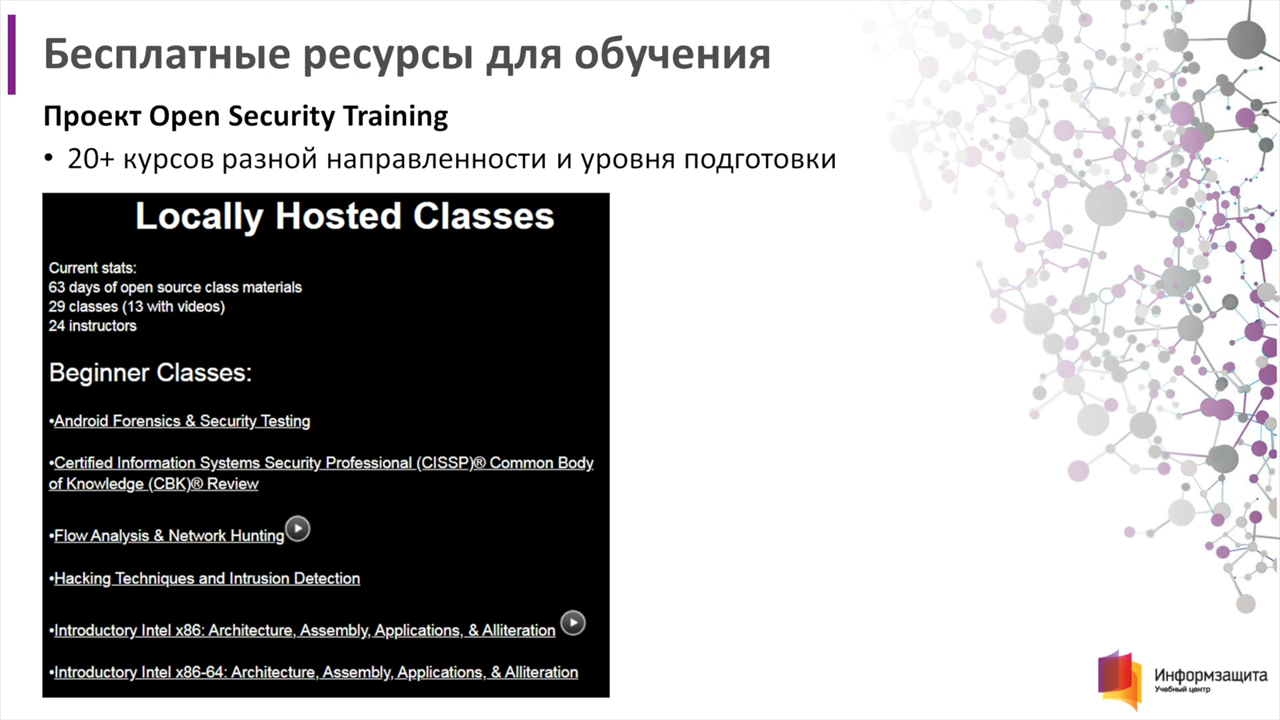 Бесплатные ресурсы для обучения
Проект Open Security Training
• 20+ курсов разной направленности и уровня подготовки
Locally Hosted Classes
Current stats:
63 days of open source class materials
29 classes (13 with videos)
24 instructors
Beginner Classes:
•Android Forensics & Security Testing
•Certified Information Systems Security Professional (CISSP)® Common Body
of Knowledge (CBK)® Review
•Flow Analysis & Network Hunting
•Hacking Techniques and Intrusion Detection
•Introductory Intel x86: Architecture, Assembly, Applications, & Alliteration
•Introductory Intel x86-64: Architecture, Assembly, Applications, & Alliteration
Информзащита
Учебный центр